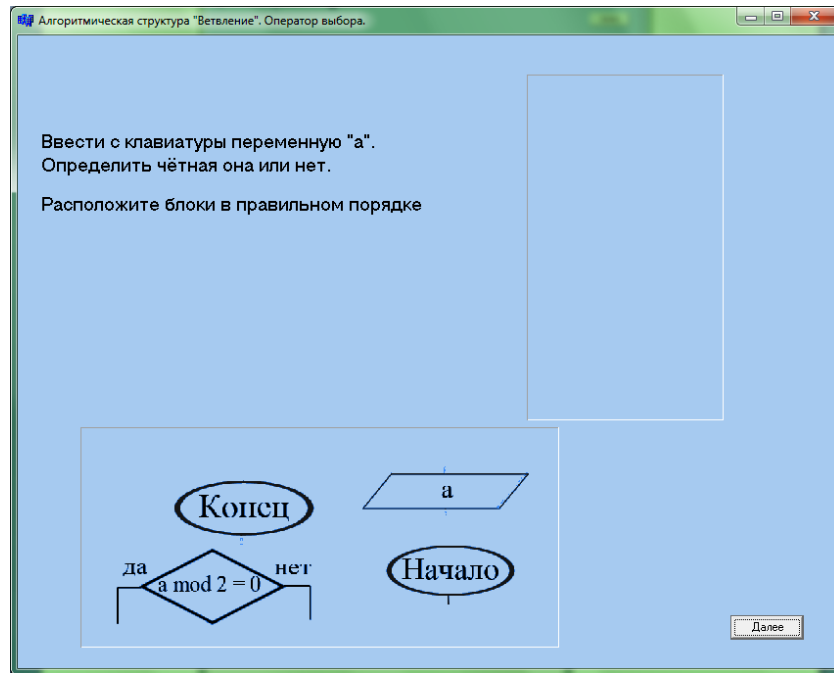 Алгоритмическая структура "Ветвление". Оператор выбора.
Ввести с клавиатуры переменную "а".
Определить чётная она или нет.
Расположите блоки в правильном порядке
Конец
a
да
a mod 2 = 0
нет
Начало
Далее